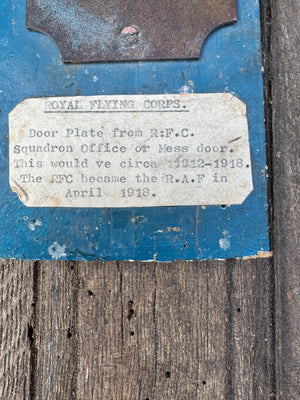 ROYAL FLYING CORPS.
Door Plate from R:F.C.
Squadron Office or Mess door.
This would ve circa 11912-1918.
The RFC became the R.A.F in
April 1918.